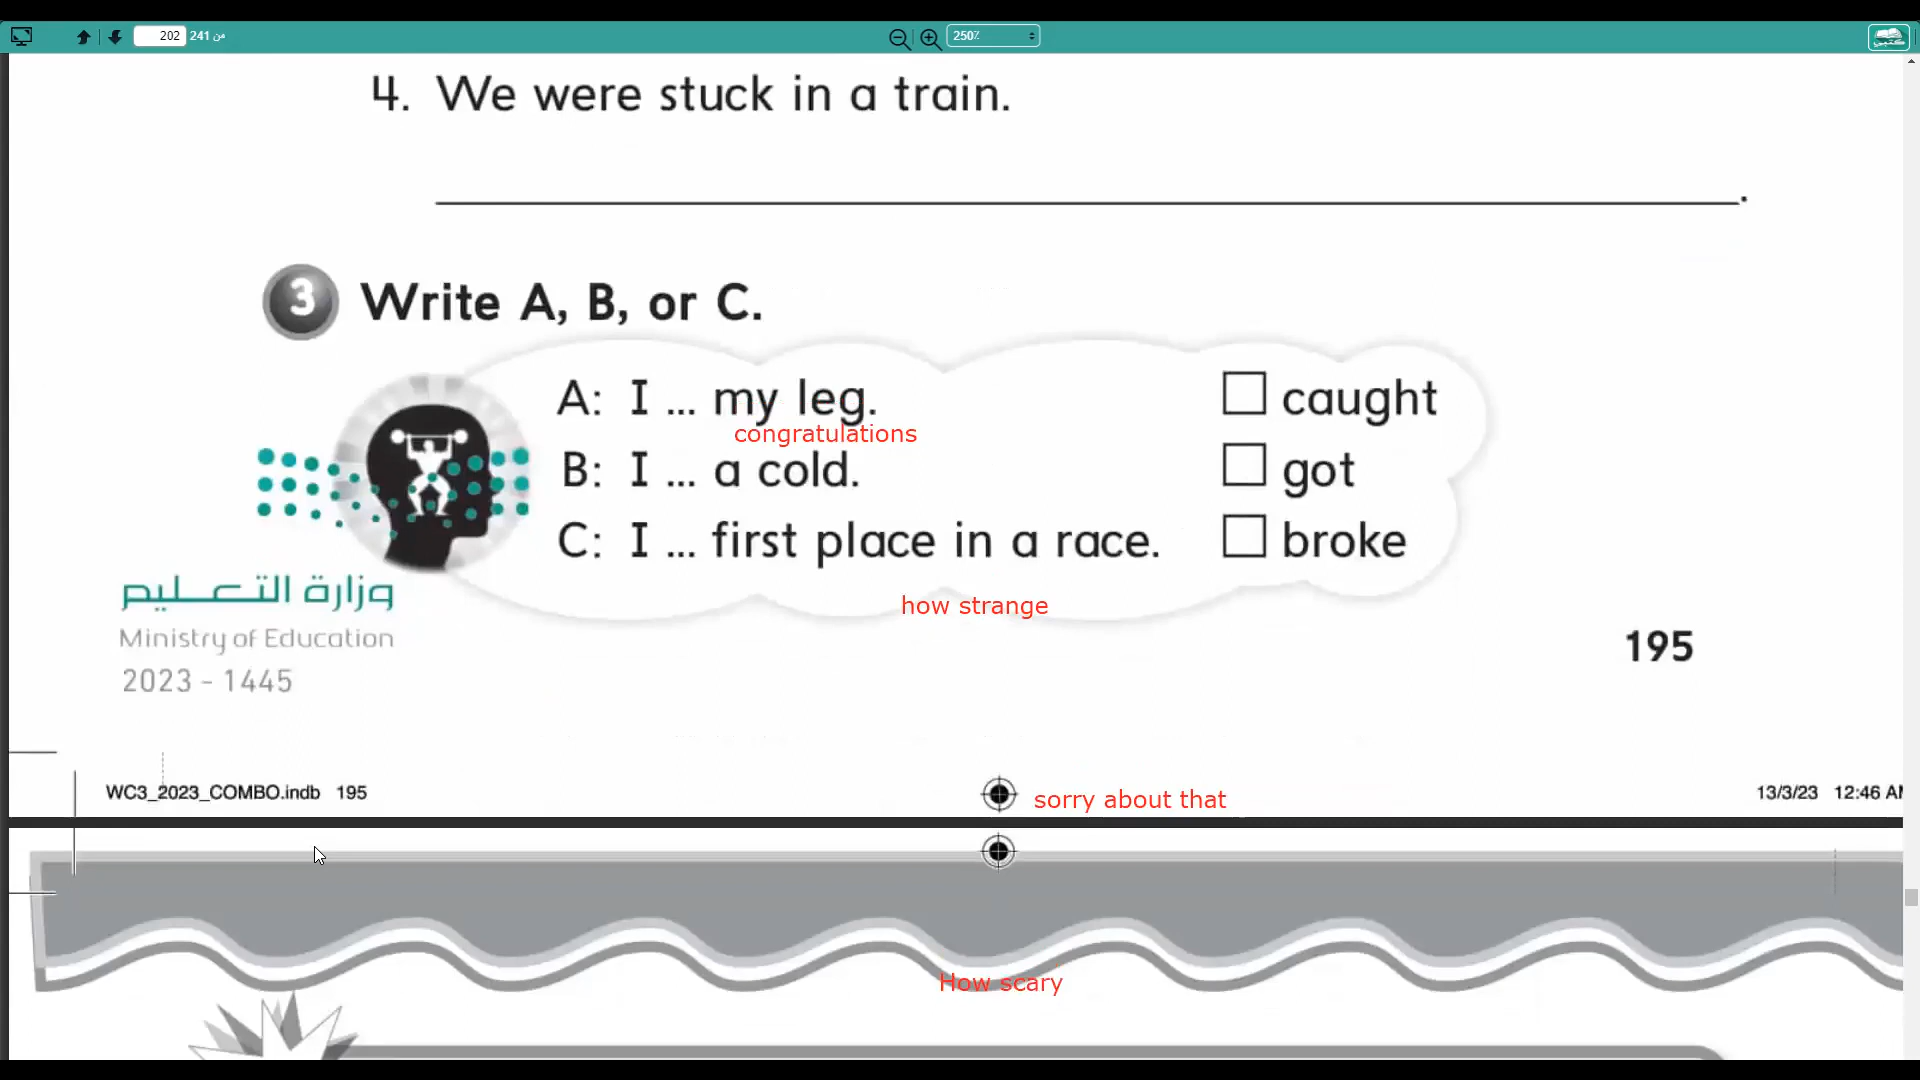 202 من 241 250٪
4. We were stuck in a train.
.
3 Write A, B, or C.
A: I ... my leg. caught
congratulations
B: I ... a cold. got
C: I ... first place in a race. broke
how strange
وزارة التعليم
Ministry of Education
2023 - 1445
195
WC3_2023_COMBO.indb 195
sorry about that
13/3/23 12:46 AM
How scary